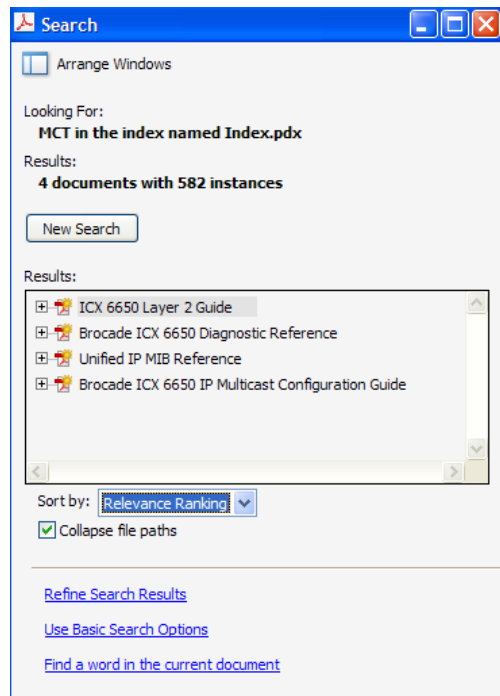 Search
Arrange Windows
Looking For:
MCT in the index named Index.pdx
Results:
4 documents with 582 instances
New Search
Results:
ICX 6650 Layer 2 Guide
Brocade ICX 6650 Diagnostic Reference
Unified IP MIB Reference
Brocade ICX 6650 IP Multicast Configuration Guide
Sort by: Relevance Ranking
Collapse file paths
Refine Search Results
Use Basic Search Options
Find a word in the current document